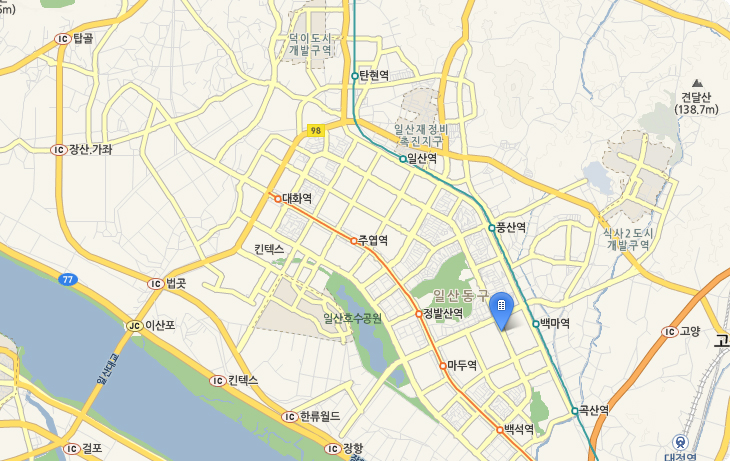 IC 탑골
덕이도시
개발구역
탄현역
견달산
(138.7m)
98
일산재정비
촉진지구
IC 장산.가좌
일산역
대화역
풍산역
식사2도시
개발구역
주엽역
킨텍스
77
IC 법곳
일산동구
일산호수공원
정발산역
JC 이산포
백마역
IC 고양
고
마두역
일산대교
IC 킨텍스
곡산역
IC 한류월드
백석역
IC 걸포
IC 장항
대정역